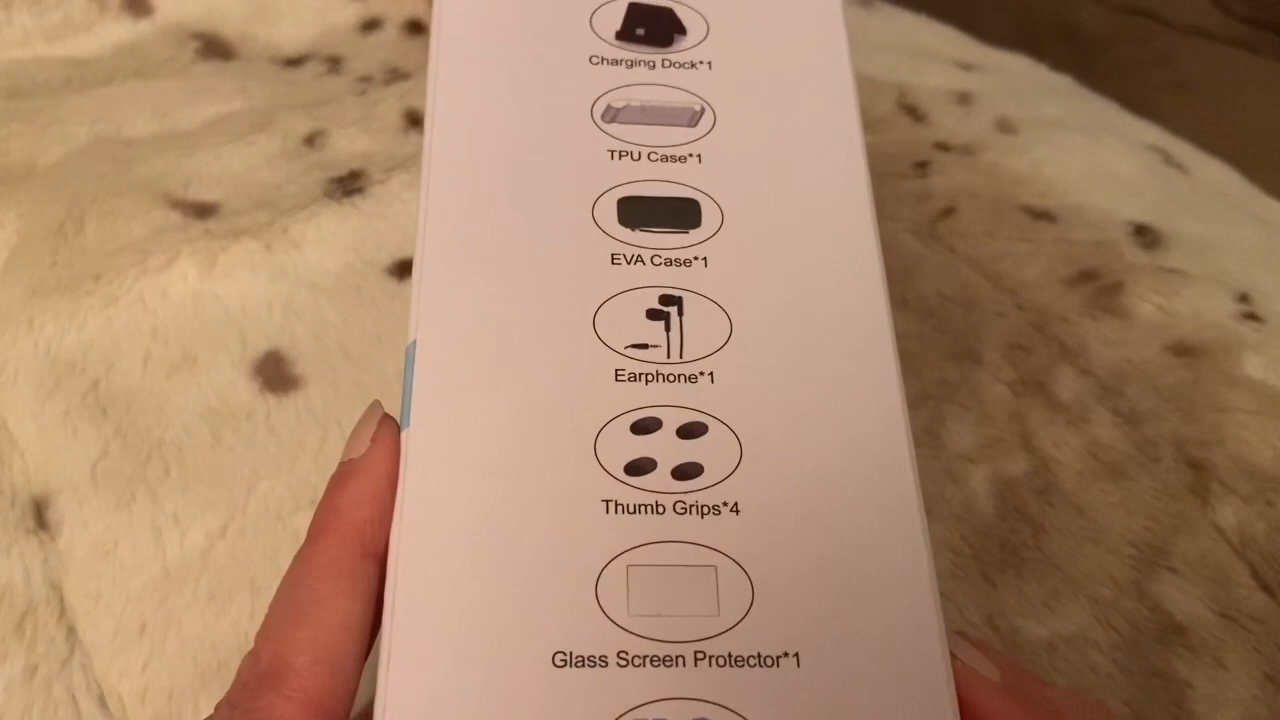 Charging Dock*1
TPU Case*1
EVA Case*1
Earphone*1
Thumb Grips*4
Glass Screen Protector*1